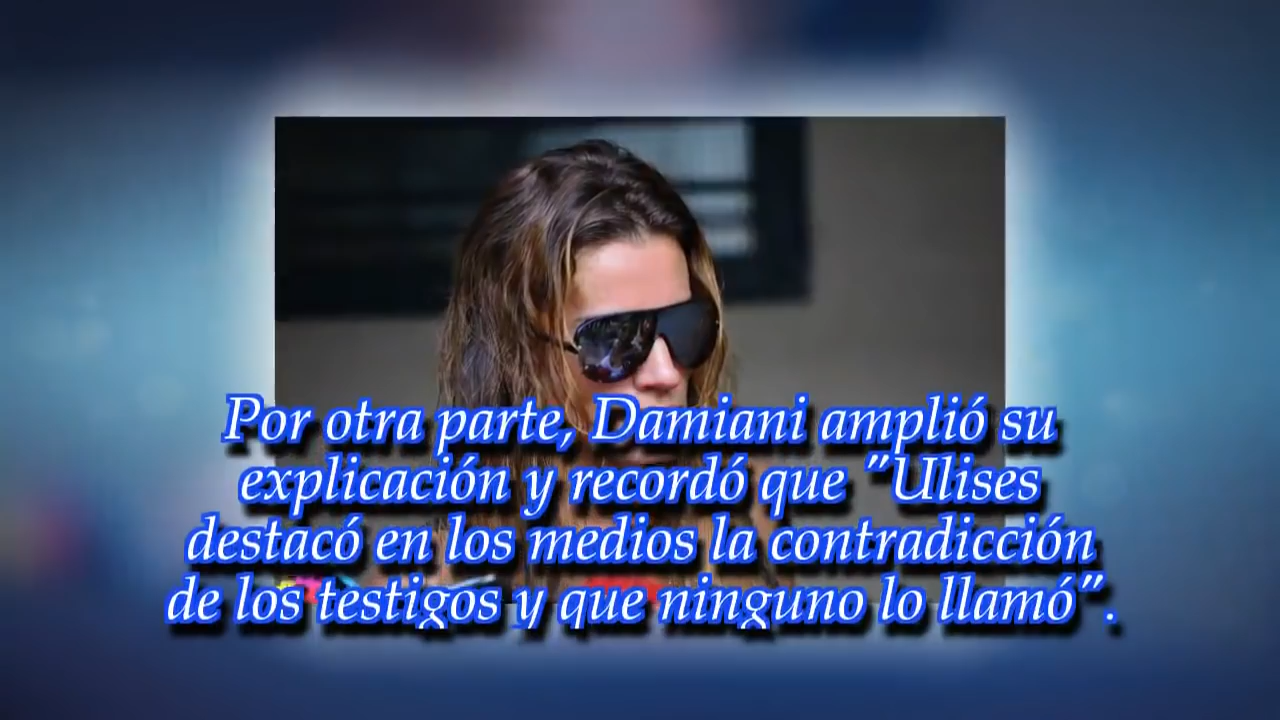 Por otra parte, Damiani amplió su
explicación y recordó que "Ulises
destacó en los medios la contradicción
de los testigos y que ninguno lo llamó".